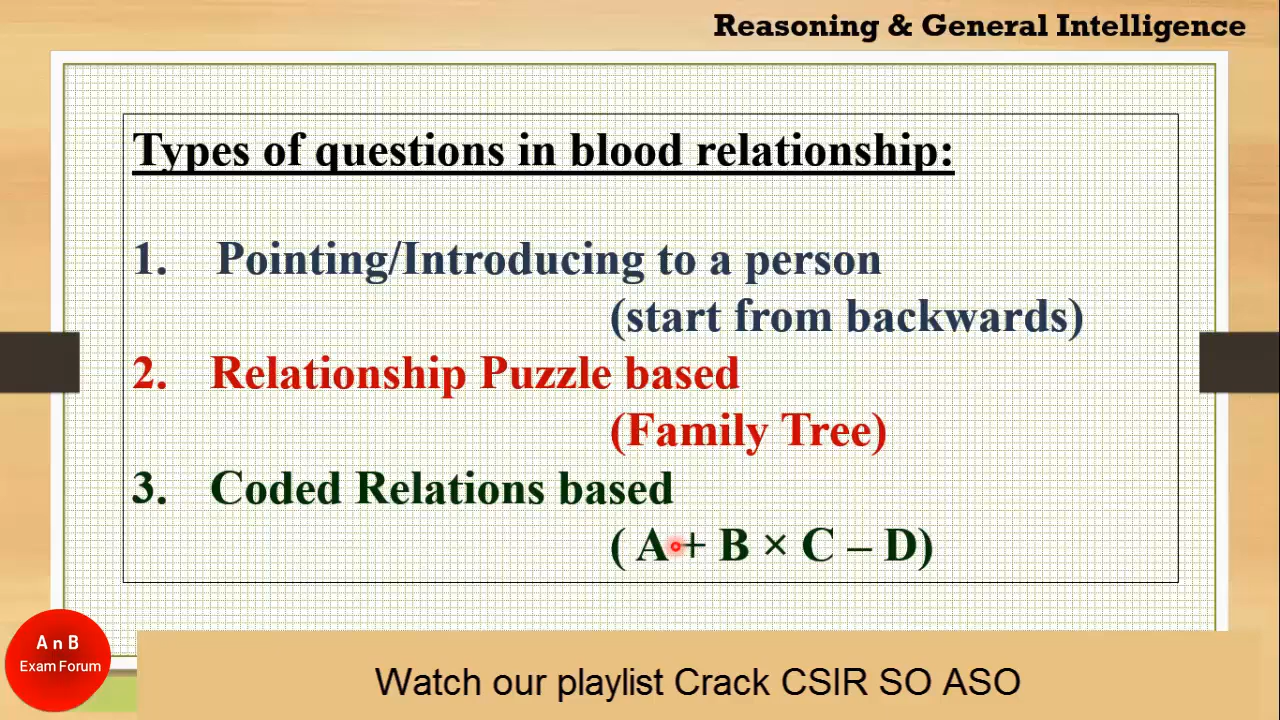 Reasoning & General Intelligence
Types of questions in blood relationship:
1. Pointing/Introducing to a person
(start from backwards)
2. Relationship Puzzle based
(Family Tree)
3. Coded Relations based
( A + B × C – D)
A n B
Exam Forum
Watch our playlist Crack CSIR SO ASO